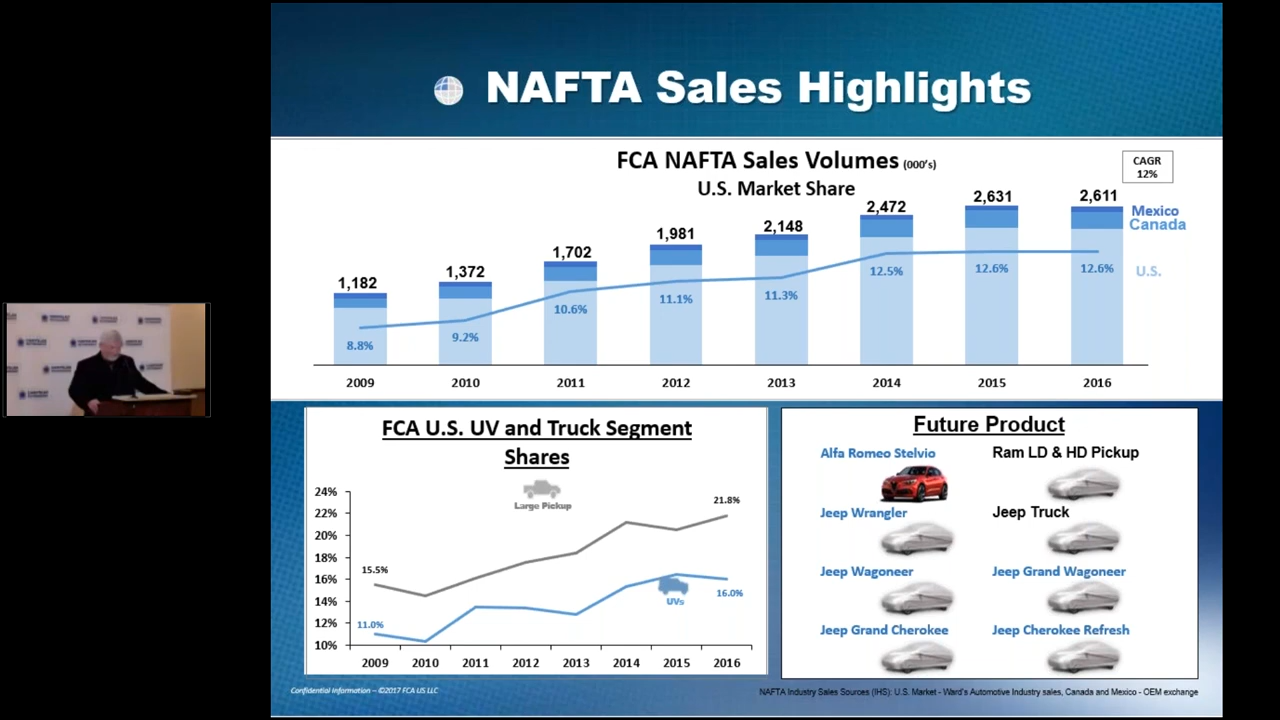 NAFTA Sales Highlights
FCA NAFTA Sales Volumes (000's)
U.S. Market Share
CAGR
12%
1,182
1,372
1,702
1,981
2,148
2,472
2,631
2,611
Mexico
Canada
U.S.
8.8%
9.2%
10.6%
11.1%
11.3%
12.5%
12.6%
12.6%
2009
2010
2011
2012
2013
2014
2015
2016
FCA U.S. UV and Truck Segment
Shares
Large Pickup
24%
22%
20%
18%
16%
14%
12%
10%
15.5%
21.8%
11.0%
UVs
16.0%
2009
2010
2011
2012
2013
2014
2015
2016
Future Product
Alfa Romeo Stelvio
Ram LD & HD Pickup
Jeep Wrangler
Jeep Truck
Jeep Wagoneer
Jeep Grand Wagoneer
Jeep Grand Cherokee
Jeep Cherokee Refresh
Confidential Information – ©2017 FCA US LLC
NAFTA Industry Sales Sources (IHS): U.S. Market - Ward's Automotive Industry sales, Canada and Mexico - OEM exchange